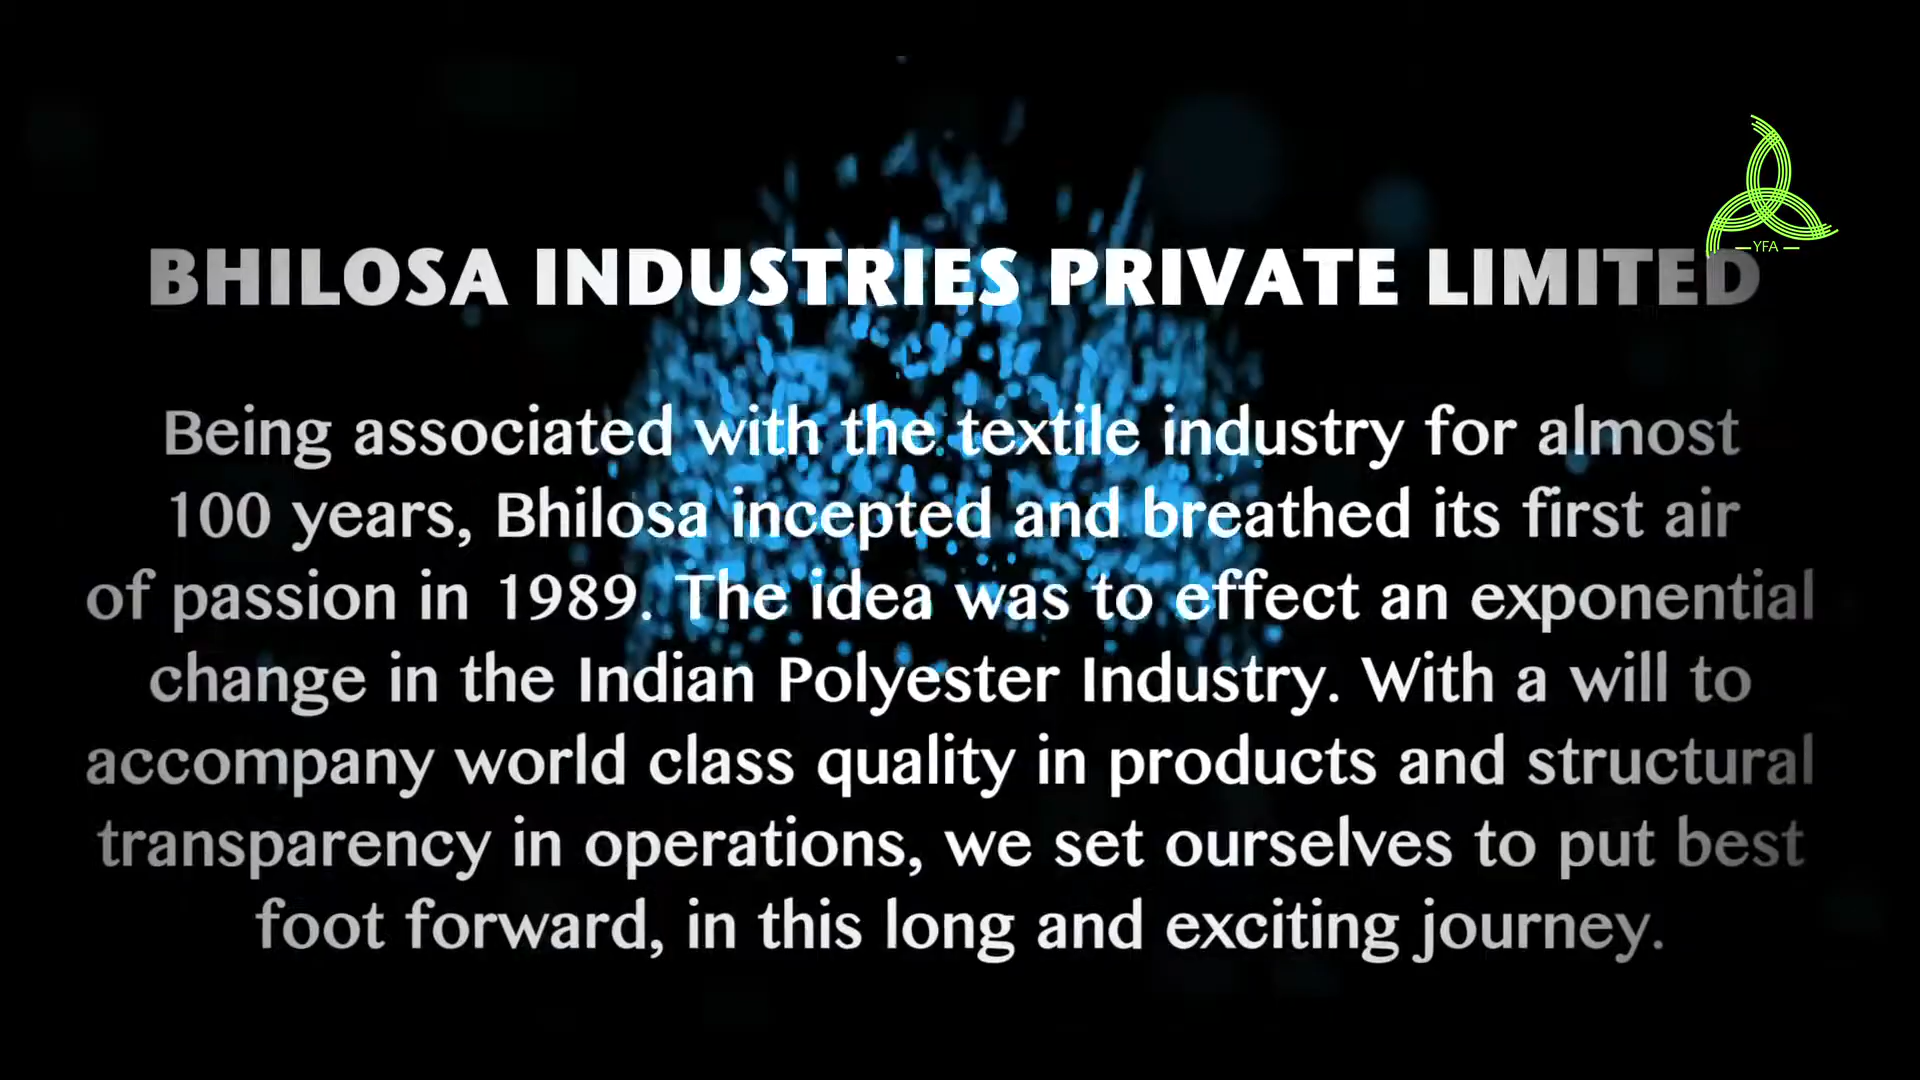 YFA
BHILOSA INDUSTRIES PRIVATE LIMITED
Being associated with the textile industry for almost
100 years, Bhilosa incepted and breathed its first air
of passion in 1989. The idea was to effect an exponential
change in the Indian Polyester Industry. With a will to
accompany world class quality in products and structural
transparency in operations, we set ourselves to put best
foot forward, in this long and exciting journey.